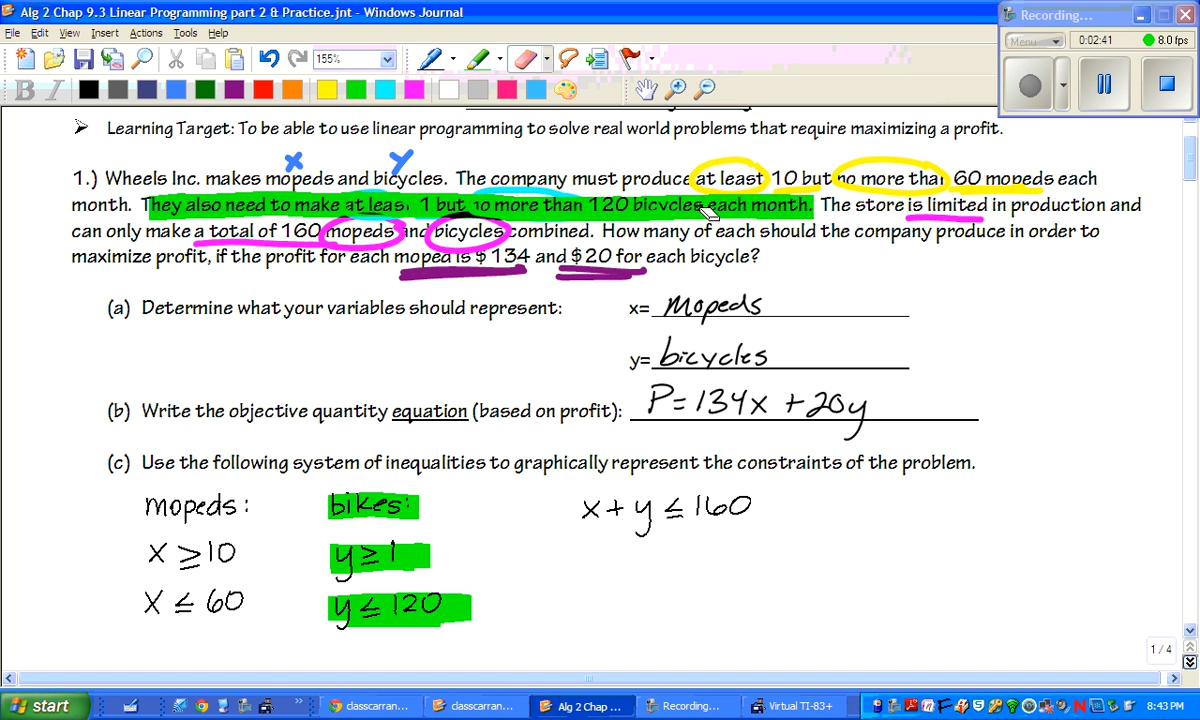 Alg 2 Chap 9.3 Linear Programming part 2 & Practice.jnt - Windows Journal
File Edit View Insert Actions Tools Help
155%
B I
Recording...
Menu 0:02:41 8.0 fps
Learning Target: To be able to use linear programming to solve real world problems that require maximizing a profit.
X Y
1.) Wheels Inc. makes mopeds and bicycles. The company must produce at least 10 but no more than 60 mopeds each
month. They also need to make at least 1 but no more than 120 bicycles each month. The store is limited in production and
can only make a total of 160 mopeds and bicycles combined. How many of each should the company produce in order to
maximize profit, if the profit for each moped is $134 and $20 for each bicycle?
(a) Determine what your variables should represent: x= Mopeds
y= bicycles
(b) Write the objective quantity equation (based on profit): P=134x +20y
(c) Use the following system of inequalities to graphically represent the constraints of the problem.
mopeds: bikes: x+y ≤ 160
x ≥ 10 y ≥ 1
x ≤ 60 y ≤ 120
1 / 4
start classcarran... classcarran... Alg 2 Chap ... Recording... Virtual TI-83+ 8:43 PM